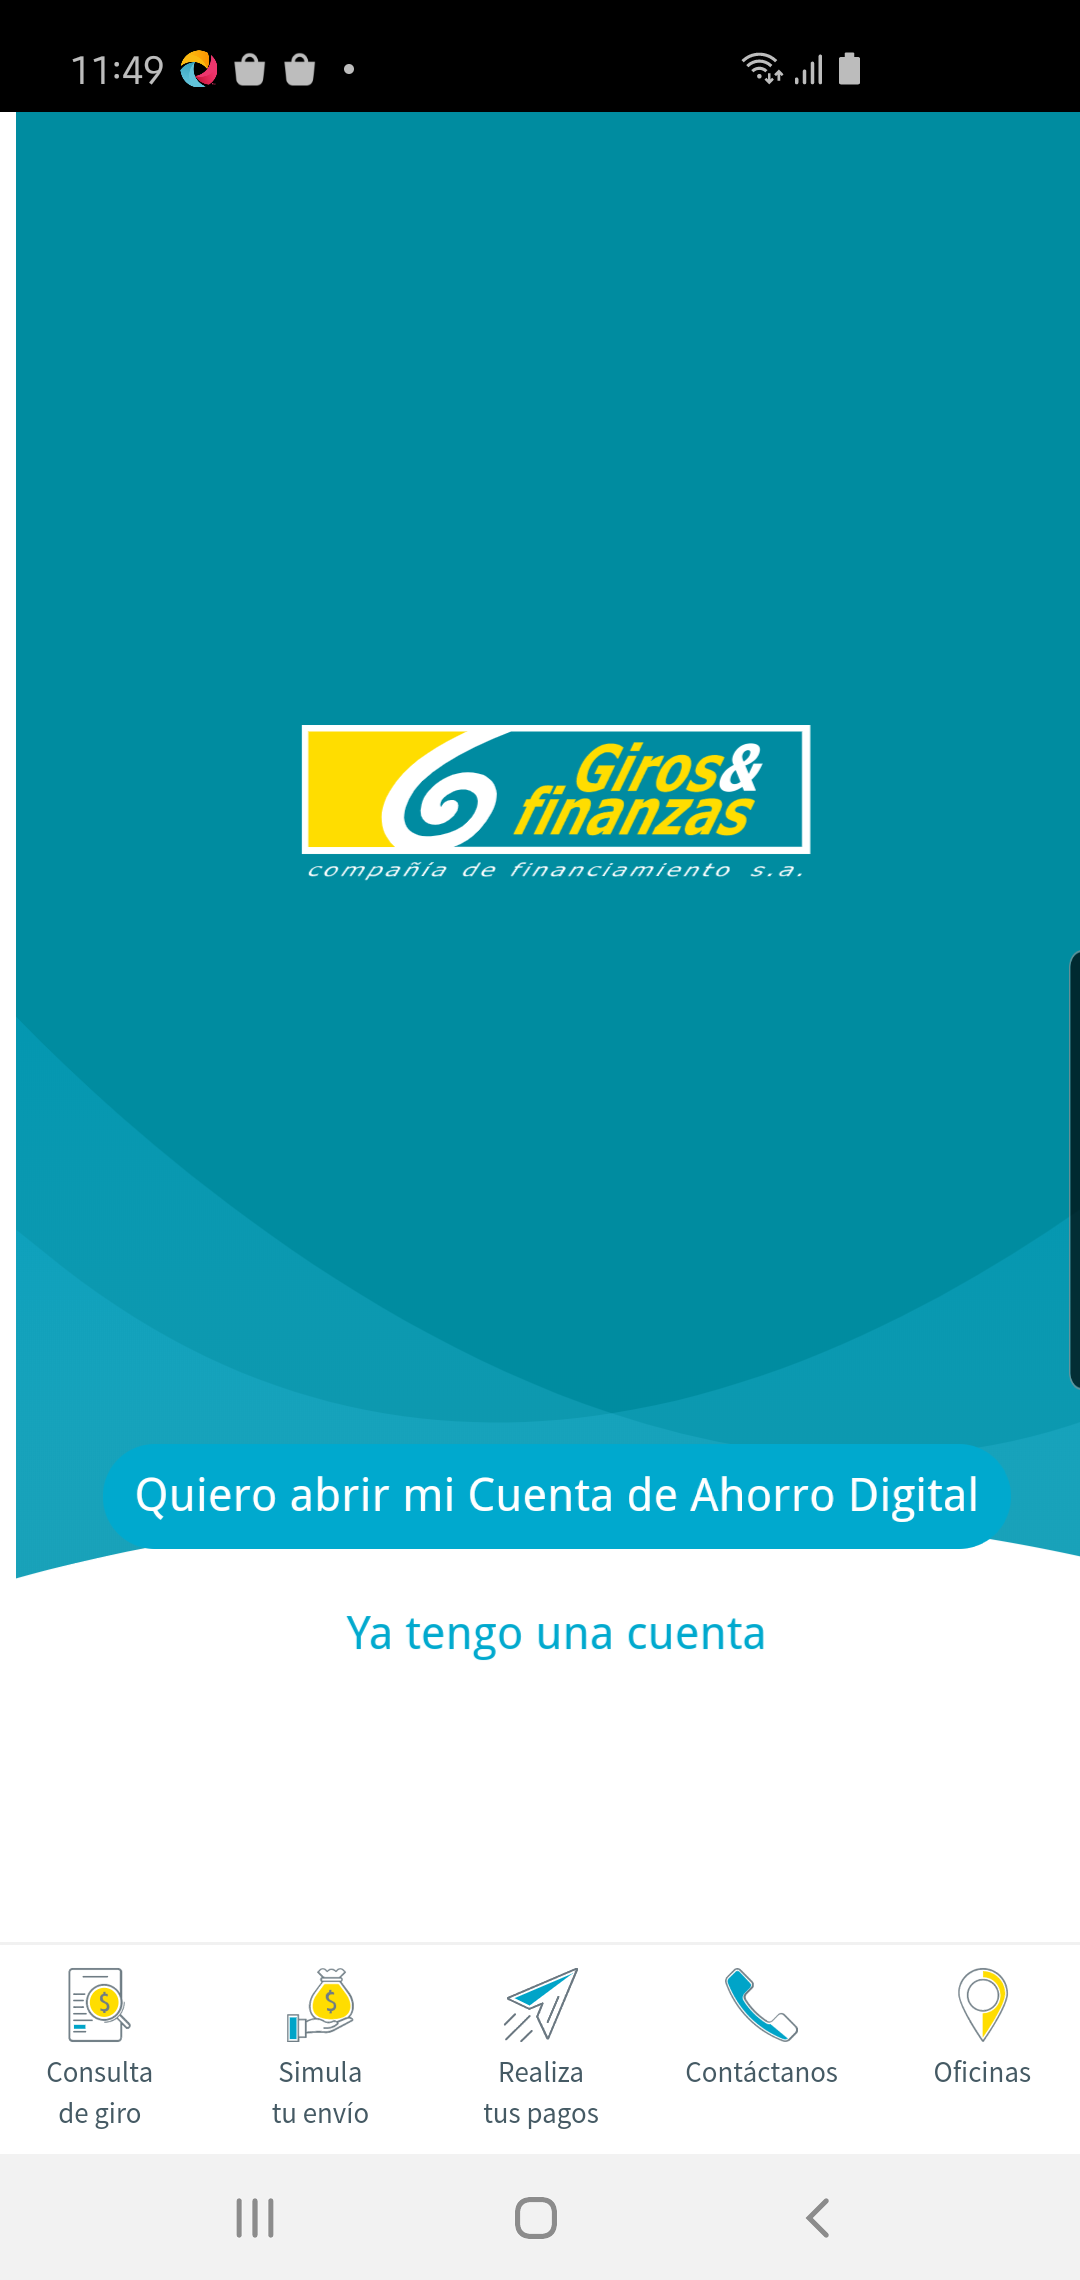 11:49
Giros&
finanzas
compañía de financiamiento s.a.
Quiero abrir mi Cuenta de Ahorro Digital
Ya tengo una cuenta
Consulta
de giro
Simula
tu envío
Realiza
tus pagos
Contáctanos
Oficinas